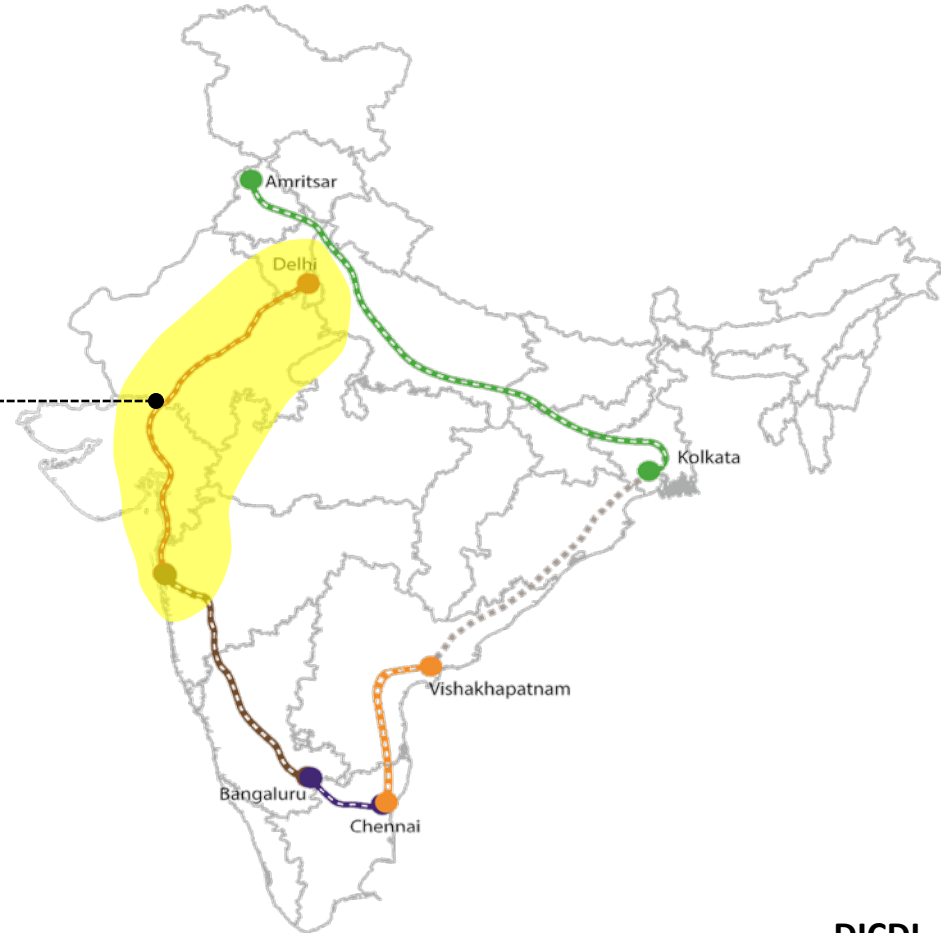 Amritsar
Delhi
Kolkata
Vishakhapatnam
Bangaluru
Chennai